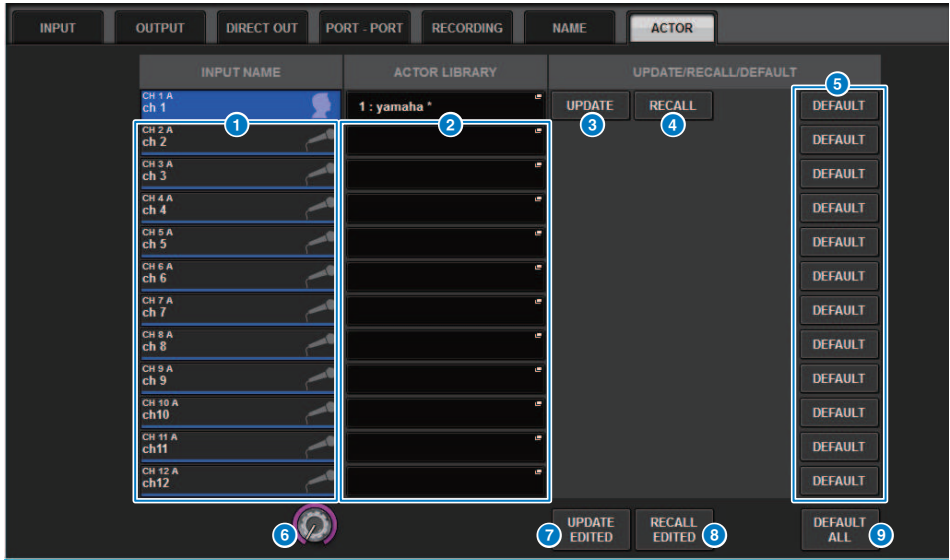 INPUT OUTPUT DIRECT OUT PORT - PORT RECORDING NAME ACTOR
INPUT NAME ACTOR LIBRARY UPDATE/RECALL/DEFAULT
5
CH 1 A
ch 1 1 : yamaha * UPDATE RECALL DEFAULT
1 2 3 4
CH 2 A
ch 2 DEFAULT
CH 3 A
ch 3 DEFAULT
CH 4 A
ch 4 DEFAULT
CH 5 A
ch 5 DEFAULT
CH 6 A
ch 6 DEFAULT
CH 7 A
ch 7 DEFAULT
CH 8 A
ch 8 DEFAULT
CH 9 A
ch 9 DEFAULT
CH 10 A
ch10 DEFAULT
CH 11 A
ch11 DEFAULT
CH 12 A
ch12 DEFAULT
6 7 UPDATE EDITED RECALL EDITED 8 DEFAULT ALL 9